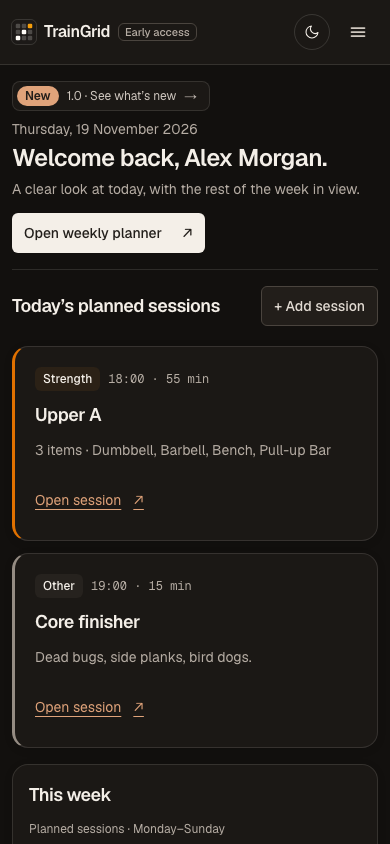 TrainGrid Early access
New 1.0 · See what's new →
Thursday, 19 November 2026
Welcome back, Alex Morgan.
A clear look at today, with the rest of the week in view.
Open weekly planner ↗
Today's planned sessions
+ Add session
Strength 18:00 · 55 min
Upper A
3 items · Dumbbell, Barbell, Bench, Pull-up Bar
Open session ↗
Other 19:00 · 15 min
Core finisher
Dead bugs, side planks, bird dogs.
Open session ↗
This week
Planned sessions · Monday–Sunday